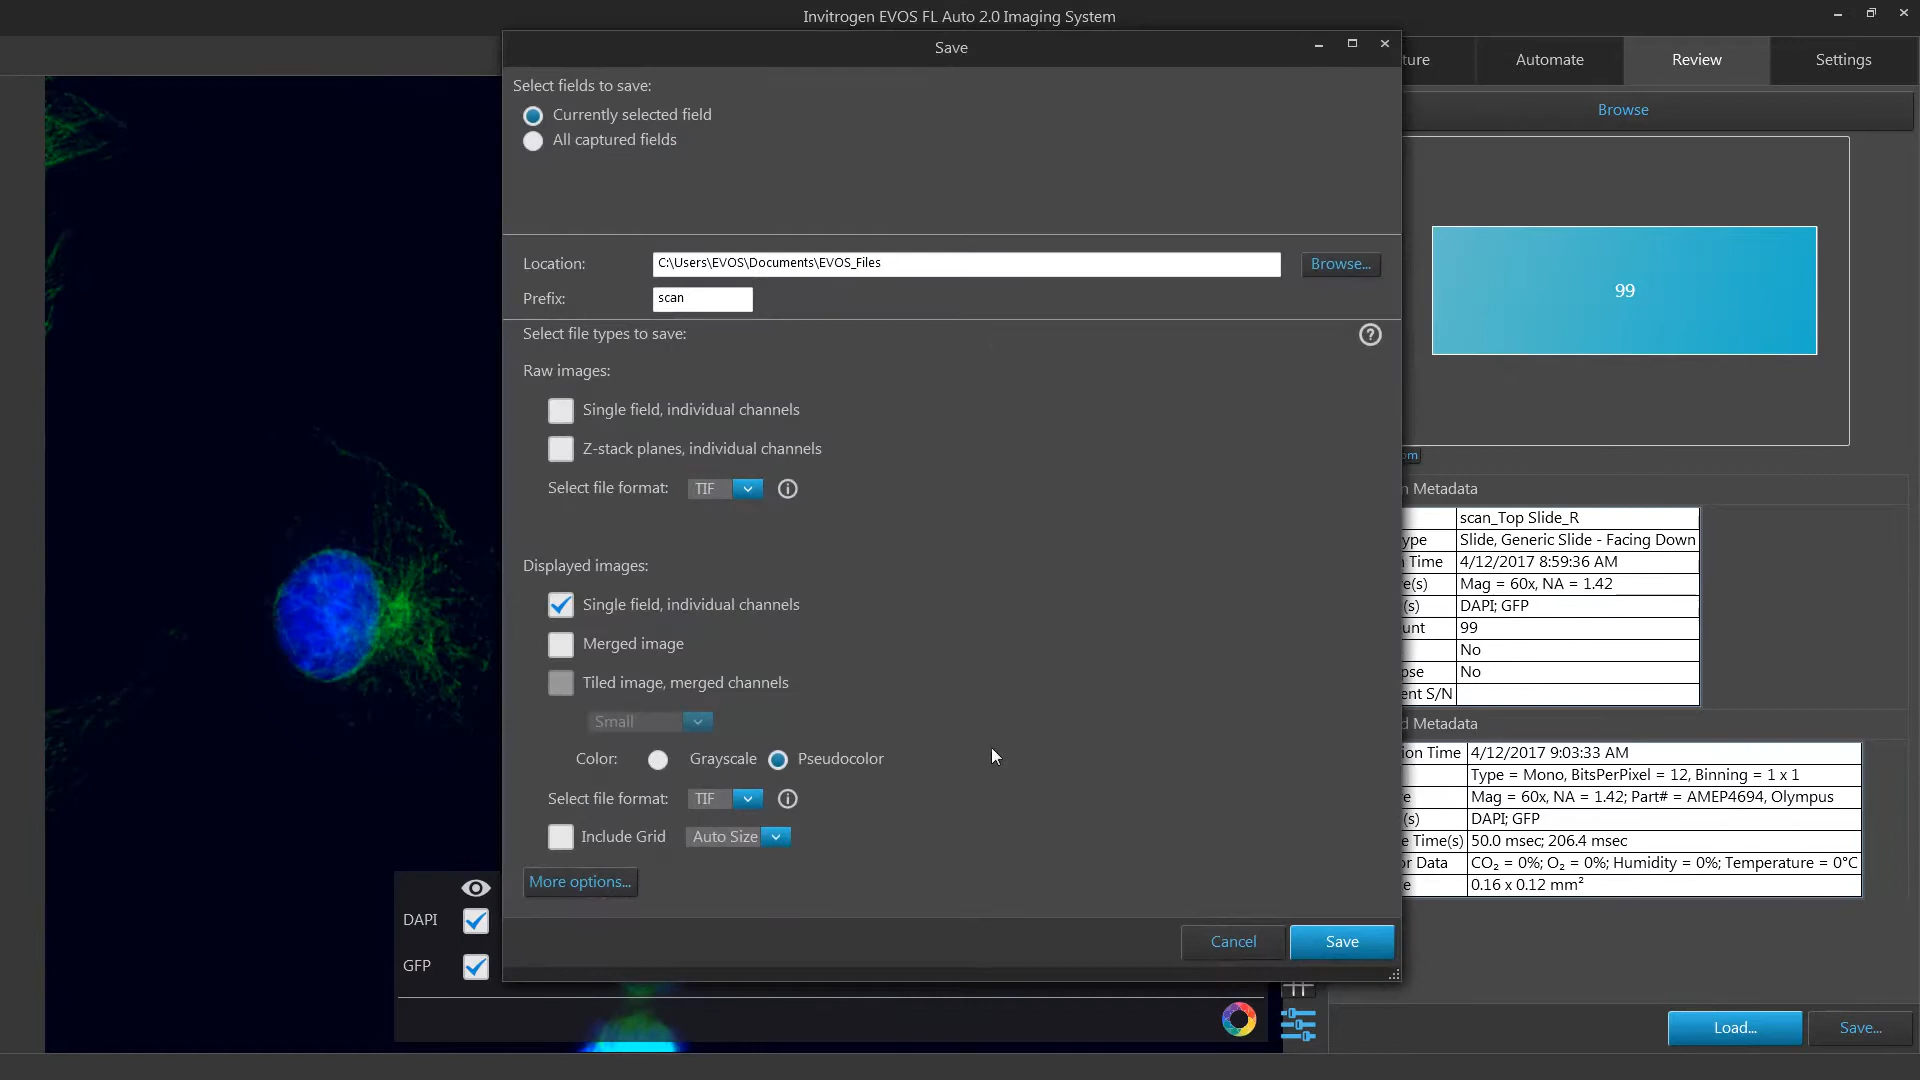 Invitrogen EVOS FL Auto 2.0 Imaging System
Save
ture Automate Review Settings
Select fields to save:
Currently selected field
All captured fields
Browse
Location: C:\Users\EVOS\Documents\EVOS_Files Browse...
Prefix: scan
99
Select file types to save:
Raw images:
Single field, individual channels
Z-stack planes, individual channels
om
Select file format: TIF
n Metadata
scan_Top Slide_R
ype Slide, Generic Slide - Facing Down
n Time 4/12/2017 8:59:36 AM
e(s) Mag = 60x, NA = 1.42
(s) DAPI; GFP
unt 99
No
pse No
ent S/N
Displayed images:
Single field, individual channels
Merged image
Tiled image, merged channels
Small
Color: Grayscale Pseudocolor
Select file format: TIF
Include Grid Auto Size
More options...
d Metadata
ion Time 4/12/2017 9:03:33 AM
Type = Mono, BitsPerPixel = 12, Binning = 1 x 1
e Mag = 60x, NA = 1.42; Part# = AMEP4694, Olympus
(s) DAPI; GFP
e Time(s) 50.0 msec; 206.4 msec
or Data CO₂ = 0%; O₂ = 0%; Humidity = 0%; Temperature = 0°C
e 0.16 x 0.12 mm²
DAPI
GFP
Cancel Save
Load... Save...